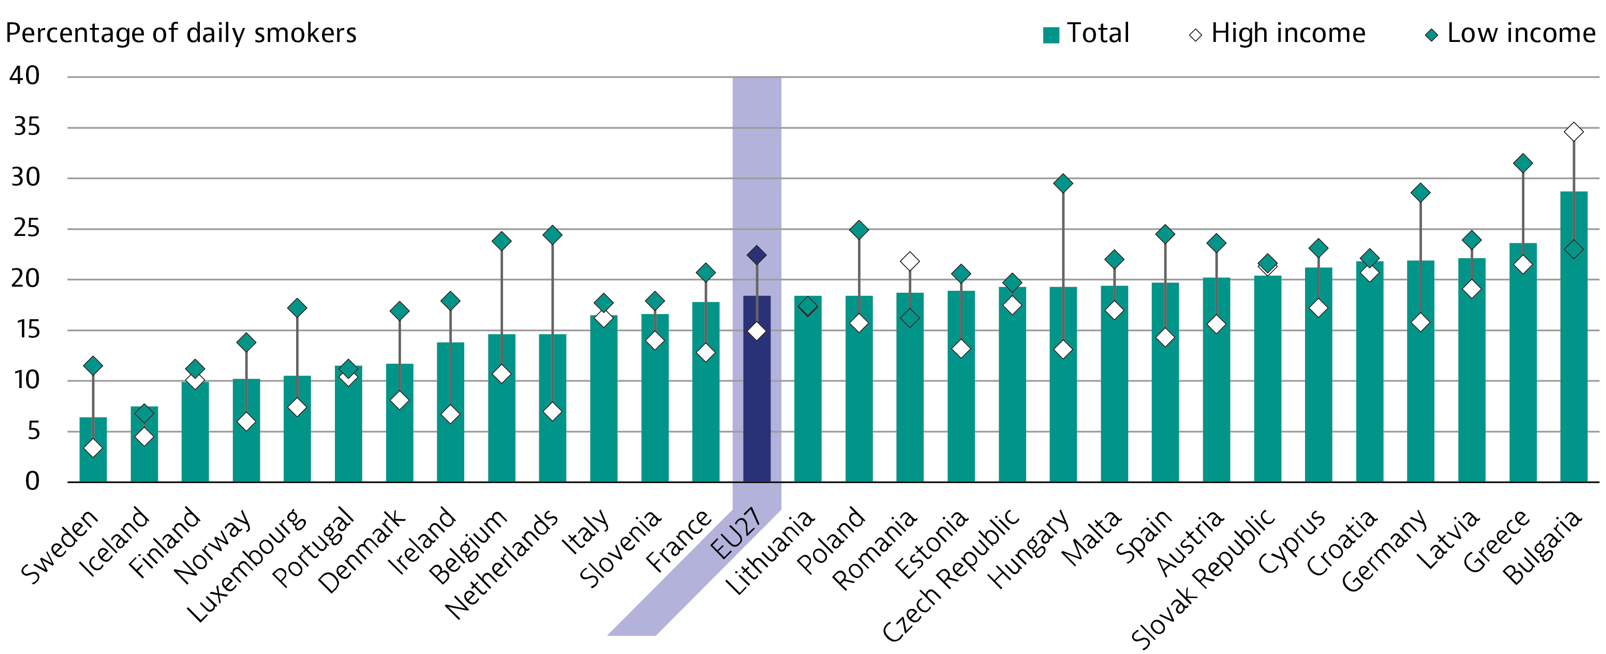 Percentage of daily smokers
Total
High income
Low income
40
35
30
25
20
15
10
5
0
Sweden
Iceland
Finland
Norway
Luxembourg
Portugal
Denmark
Ireland
Belgium
Netherlands
Italy
Slovenia
France
EU27
Lithuania
Poland
Romania
Estonia
Czech Republic
Hungary
Malta
Spain
Austria
Slovak Republic
Cyprus
Croatia
Germany
Latvia
Greece
Bulgaria